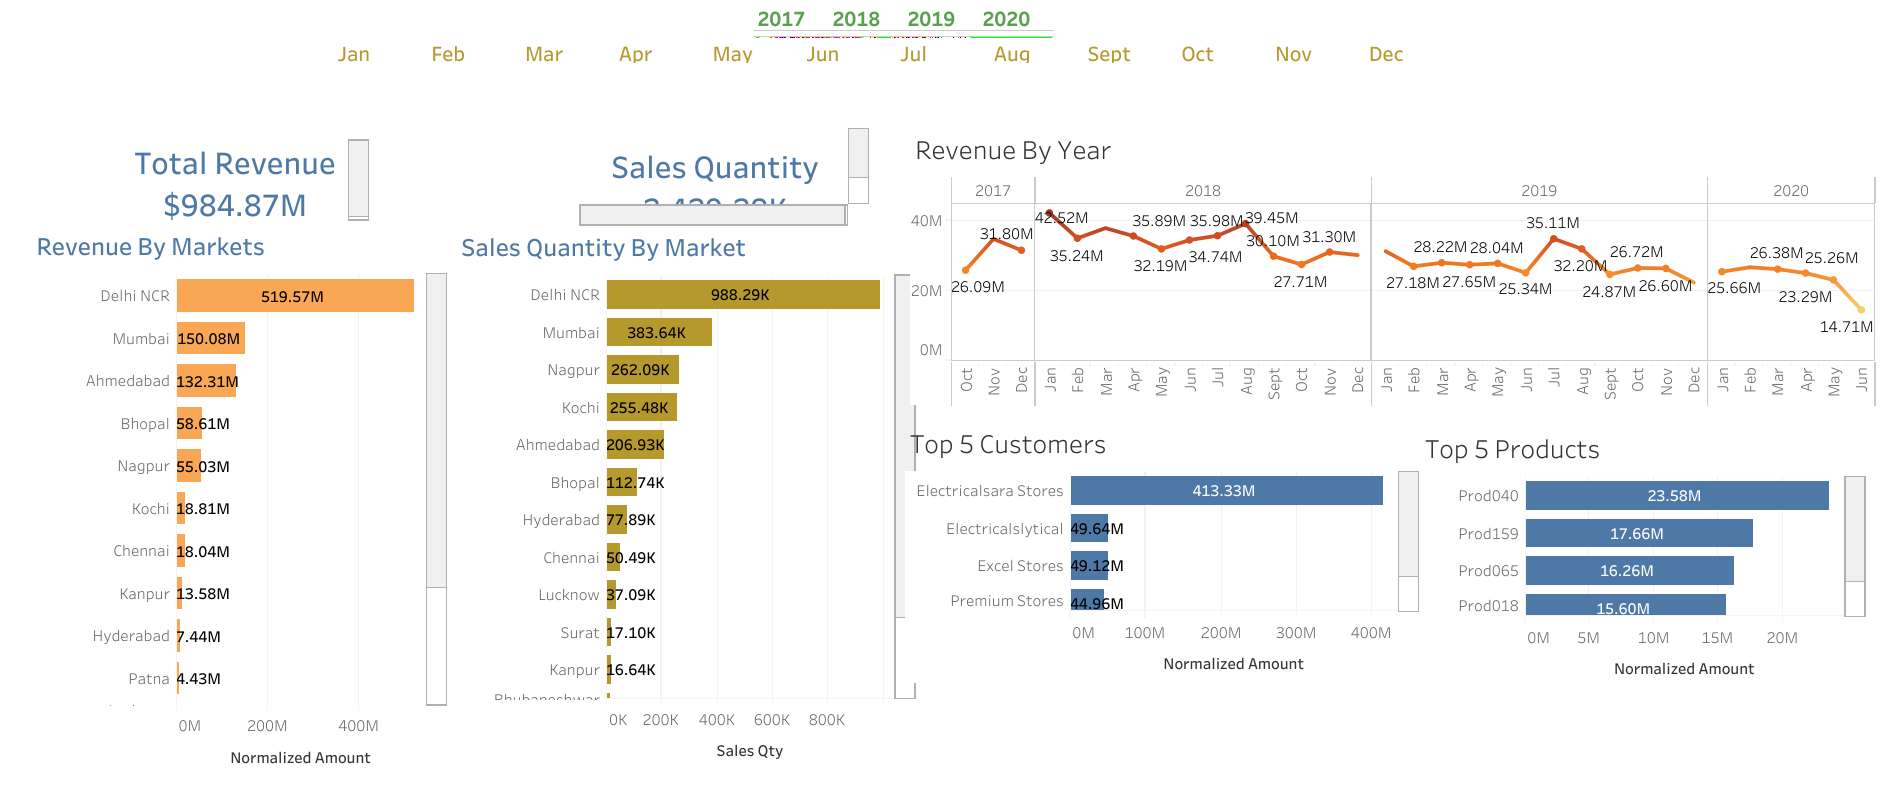 2017 2018 2019 2020
Jan Feb Mar Apr May Jun Jul Aug Sept Oct Nov Dec
Total Revenue
$984.87M
Sales Quantity
Revenue By Markets
Delhi NCR 519.57M
Mumbai 150.08M
Ahmedabad 132.31M
Bhopal 58.61M
Nagpur 55.03M
Kochi 18.81M
Chennai 18.04M
Kanpur 13.58M
Hyderabad 7.44M
Patna 4.43M
0M 200M 400M
Normalized Amount
Sales Quantity By Market
Delhi NCR 988.29K
Mumbai 383.64K
Nagpur 262.09K
Kochi 255.48K
Ahmedabad 206.93K
Bhopal 112.74K
Hyderabad 77.89K
Chennai 50.49K
Lucknow 37.09K
Surat 17.10K
Kanpur 16.64K
Bhubaneshwar
0K 200K 400K 600K 800K
Sales Qty
Revenue By Year
2017 2018 2019 2020
40M
20M
0M
26.09M 31.80M 42.52M 35.24M 35.89M 32.19M 34.74M 35.98M 39.45M 30.10M 27.71M 31.30M
27.18M 28.22M 27.65M 28.04M 25.34M 35.11M 32.20M 24.87M 26.72M 26.60M
25.66M 26.38M 23.29M 25.26M 14.71M
Oct Nov Dec Jan Feb Mar Apr May Jun Jul Aug Sept Oct Nov Dec Jan Feb Mar Apr May Jun Jul Aug Sept Oct Nov Dec Jan Feb Mar Apr May Jun
Top 5 Customers
Electricalsara Stores 413.33M
Electricalslytical 49.64M
Excel Stores 49.12M
Premium Stores 44.96M
0M 100M 200M 300M 400M
Normalized Amount
Top 5 Products
Prod040 23.58M
Prod159 17.66M
Prod065 16.26M
Prod018 15.60M
0M 5M 10M 15M 20M
Normalized Amount